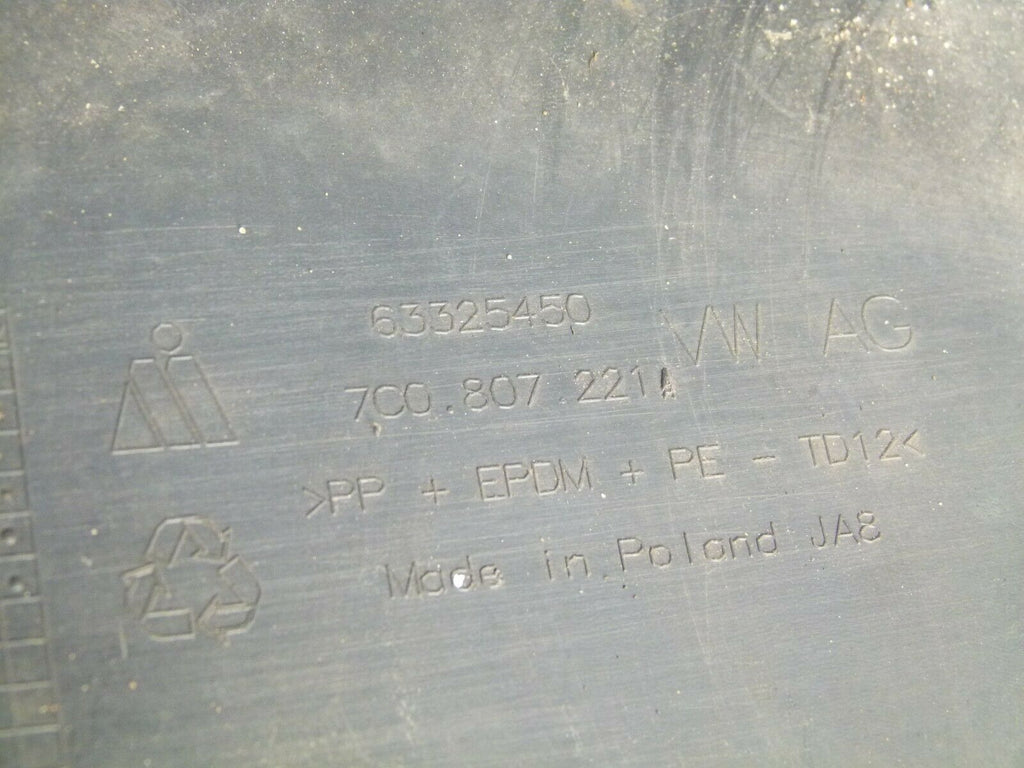 63325450
VW AG
7C0.807 221
>PP + EPDM + PE - TD12<
Made in Poland JA8